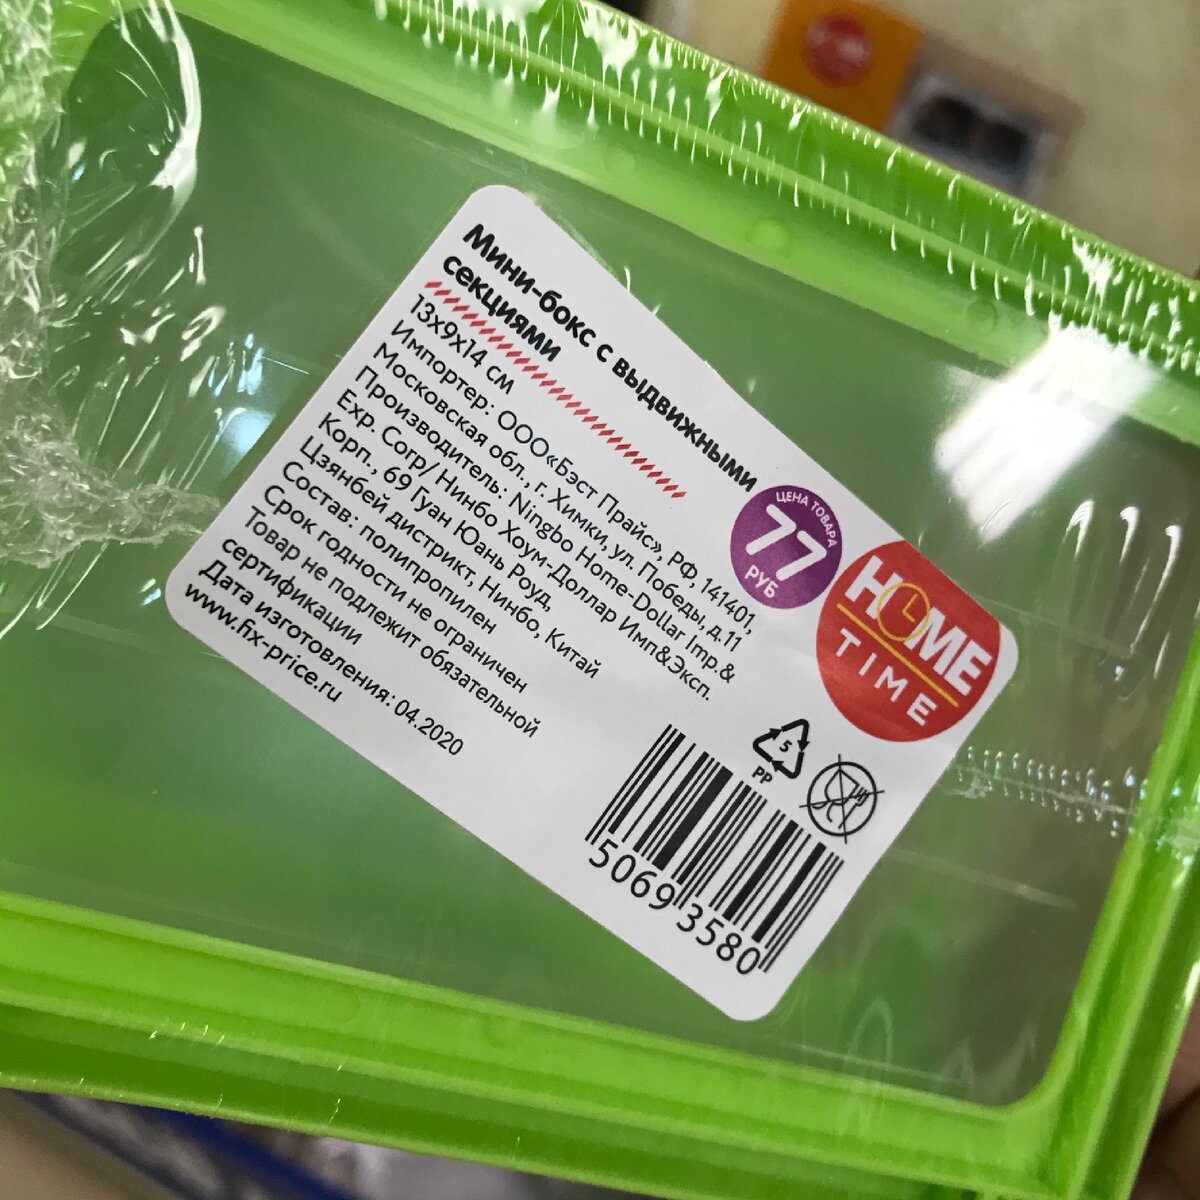 Мини-бокс с выдвижными
секциями
13х9х14 см
Импортер: ООО«Бэст Прайс», РФ, 141401,
Московская обл., г. Химки, ул. Победы, д.11
Производитель: Ningbo Home-Dollar Imp.&
Exp. Corp/ Нинбо Хоум-Доллар Имп&Эксп.
Корп., 69 Гуан Юань Роуд,
Цзянбей дистрикт, Нинбо, Китай
Состав: полипропилен
Срок годности не ограничен
Товар не подлежит обязательной
сертификации
Дата изготовления: 04.2020
www.fix-price.ru
ЦЕНА ТОВАРА
77
РУБ
HOME
TIME
5
PP
5069 3580